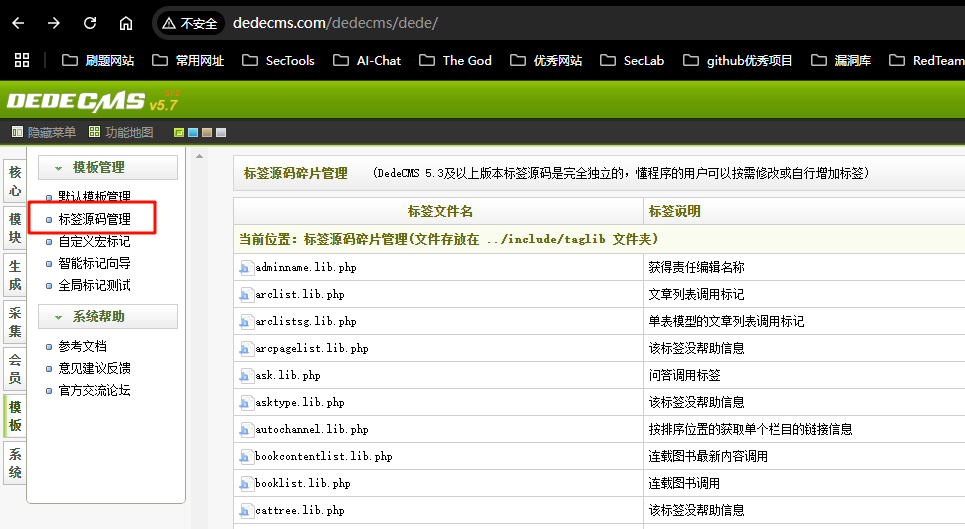 不安全 dedecms.com/dedecms/dede/
刷题网站 常用网址 SecTools AI-Chat The God 优秀网站 SecLab github优秀项目 漏洞库 RedTeam
DEDECMS v5.7
隐藏菜单 功能地图
核心
模块
生成
采集
会员
模板
系统
模板管理
默认模板管理
标签源码管理
自定义宏标记
智能标记向导
全局标记测试
系统帮助
参考文档
意见建议反馈
官方交流论坛
标签源码碎片管理 (DedeCMS 5.3及以上版本标签源码是完全独立的，懂程序的用户可以按需修改或自行增加标签)
标签文件名 标签说明
当前位置：标签源码碎片管理(文件存放在 ../include/taglib 文件夹)
adminname.lib.php 获得责任编辑名称
arclist.lib.php 文章列表调用标记
arclistsg.lib.php 单表模型的文章列表调用标记
arcpagelist.lib.php 该标签没帮助信息
ask.lib.php 问答调用标签
asktype.lib.php 该标签没帮助信息
autochannel.lib.php 按排序位置的获取单个栏目的链接信息
bookcontentlist.lib.php 连载图书最新内容调用
booklist.lib.php 连载图书调用
cattree.lib.php 该标签没帮助信息